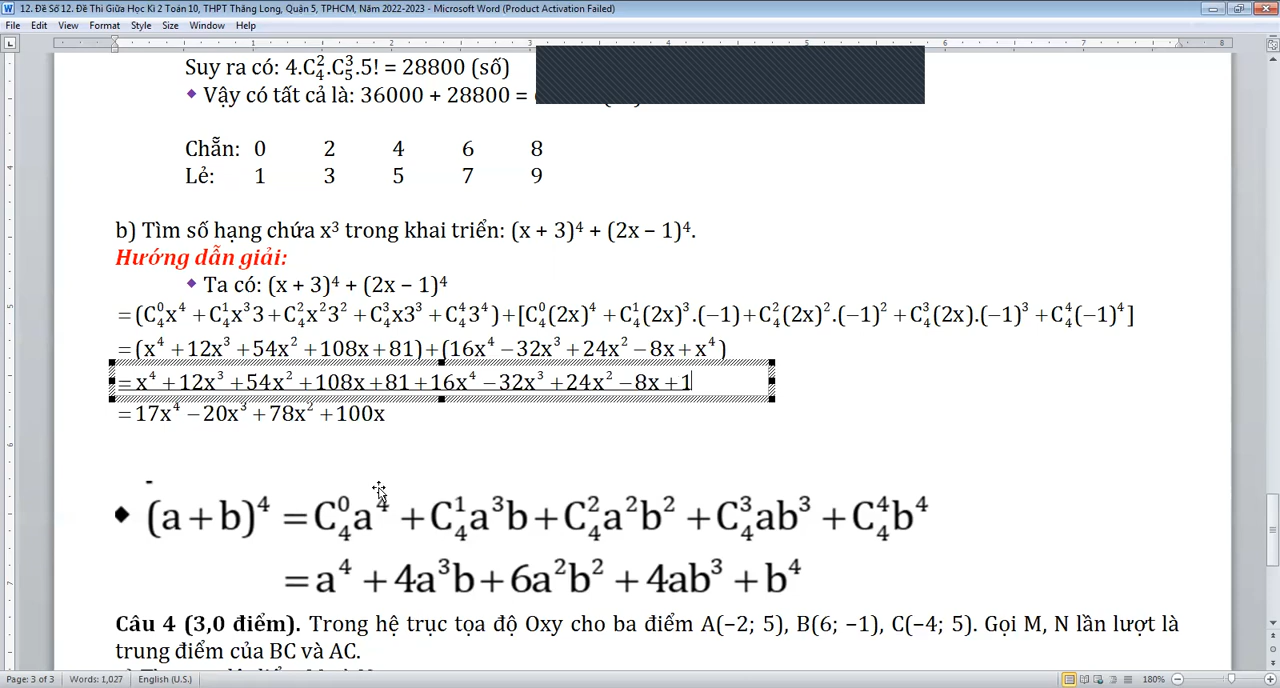 12. Đề Số 12. Đề Thi Giữa Học Kì 2 Toán 10, THPT Thăng Long, Quận 5, TPHCM, Năm 2022-2023 - Microsoft Word (Product Activation Failed)
File Edit View Format Style Size Window Help
1 2 3 4 5 6 7 8
Suy ra có: 4.C₄².C₅³.5! = 28800 (số)
Vậy có tất cả là: 36000 + 28800 =
Chẵn: 0 2 4 6 8
Lẻ: 1 3 5 7 9
b) Tìm số hạng chứa x³ trong khai triển: (x + 3)⁴ + (2x – 1)⁴.
Hướng dẫn giải:
Ta có: (x + 3)⁴ + (2x – 1)⁴
=(C₄⁰x⁴ +C₄¹x³3+C₄²x²3² +C₄³x3³ +C₄⁴3⁴)+[C₄⁰(2x)⁴ +C₄¹(2x)³.(−1)+C₄²(2x)².(−1)² +C₄³(2x).(−1)³ +C₄⁴(−1)⁴]
=(x⁴ +12x³ +54x² +108x+81)+(16x⁴ −32x³ +24x² −8x+x⁴)
=x⁴ +12x³ +54x² +108x+81+16x⁴ −32x³ +24x² −8x+1
=17x⁴ −20x³ +78x² +100x
(a+b)⁴ =C₄⁰a⁴ +C₄¹a³b+C₄²a²b² +C₄³ab³ +C₄⁴b⁴
=a⁴ +4a³b+6a²b² +4ab³ +b⁴
Câu 4 (3,0 điểm). Trong hệ trục tọa độ Oxy cho ba điểm A(−2; 5), B(6; −1), C(−4; 5). Gọi M, N lần lượt là
trung điểm của BC và AC.
Page: 3 of 3 Words: 1,027 English (U.S.) 180%